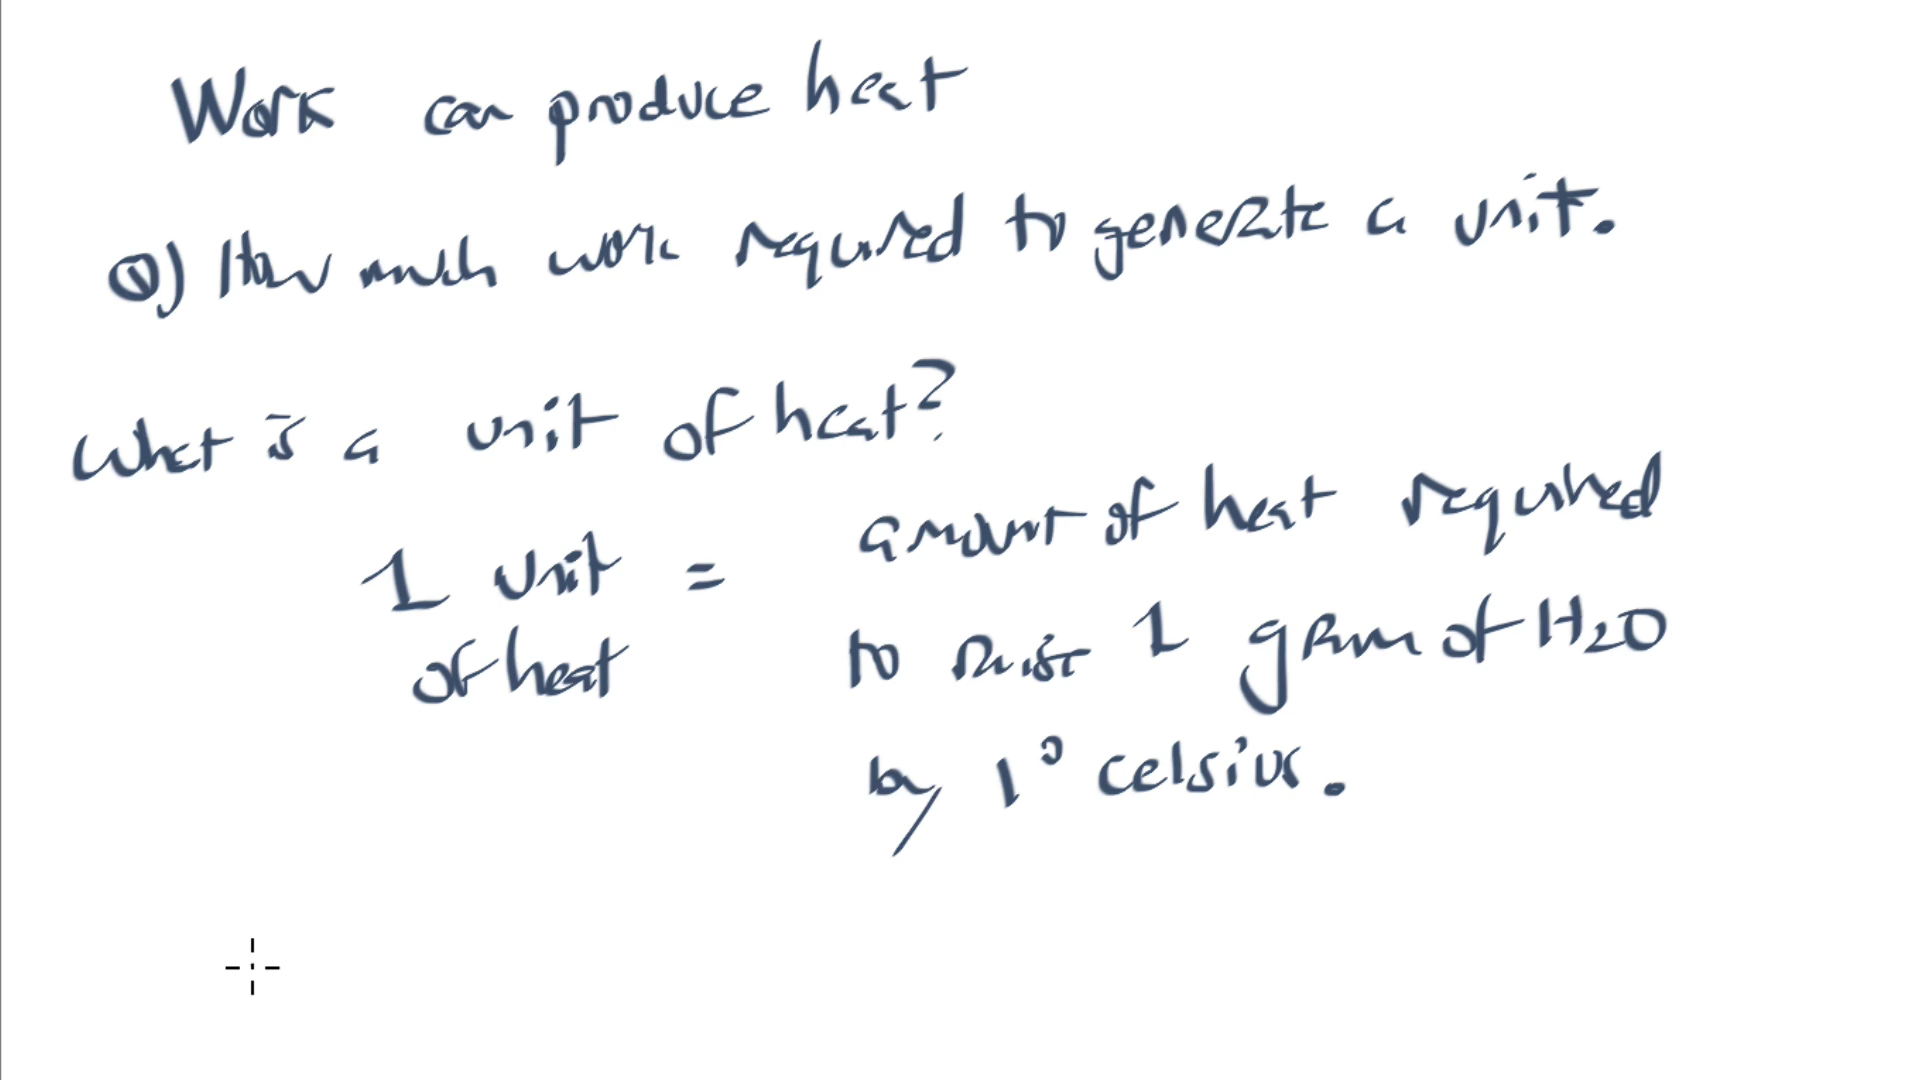 Work can produce heat
Q) How much work required to generate a unit.
What is a unit of heat?
1 unit of heat = amount of heat required
to raise 1 gram of H2O
by 1° celsius.